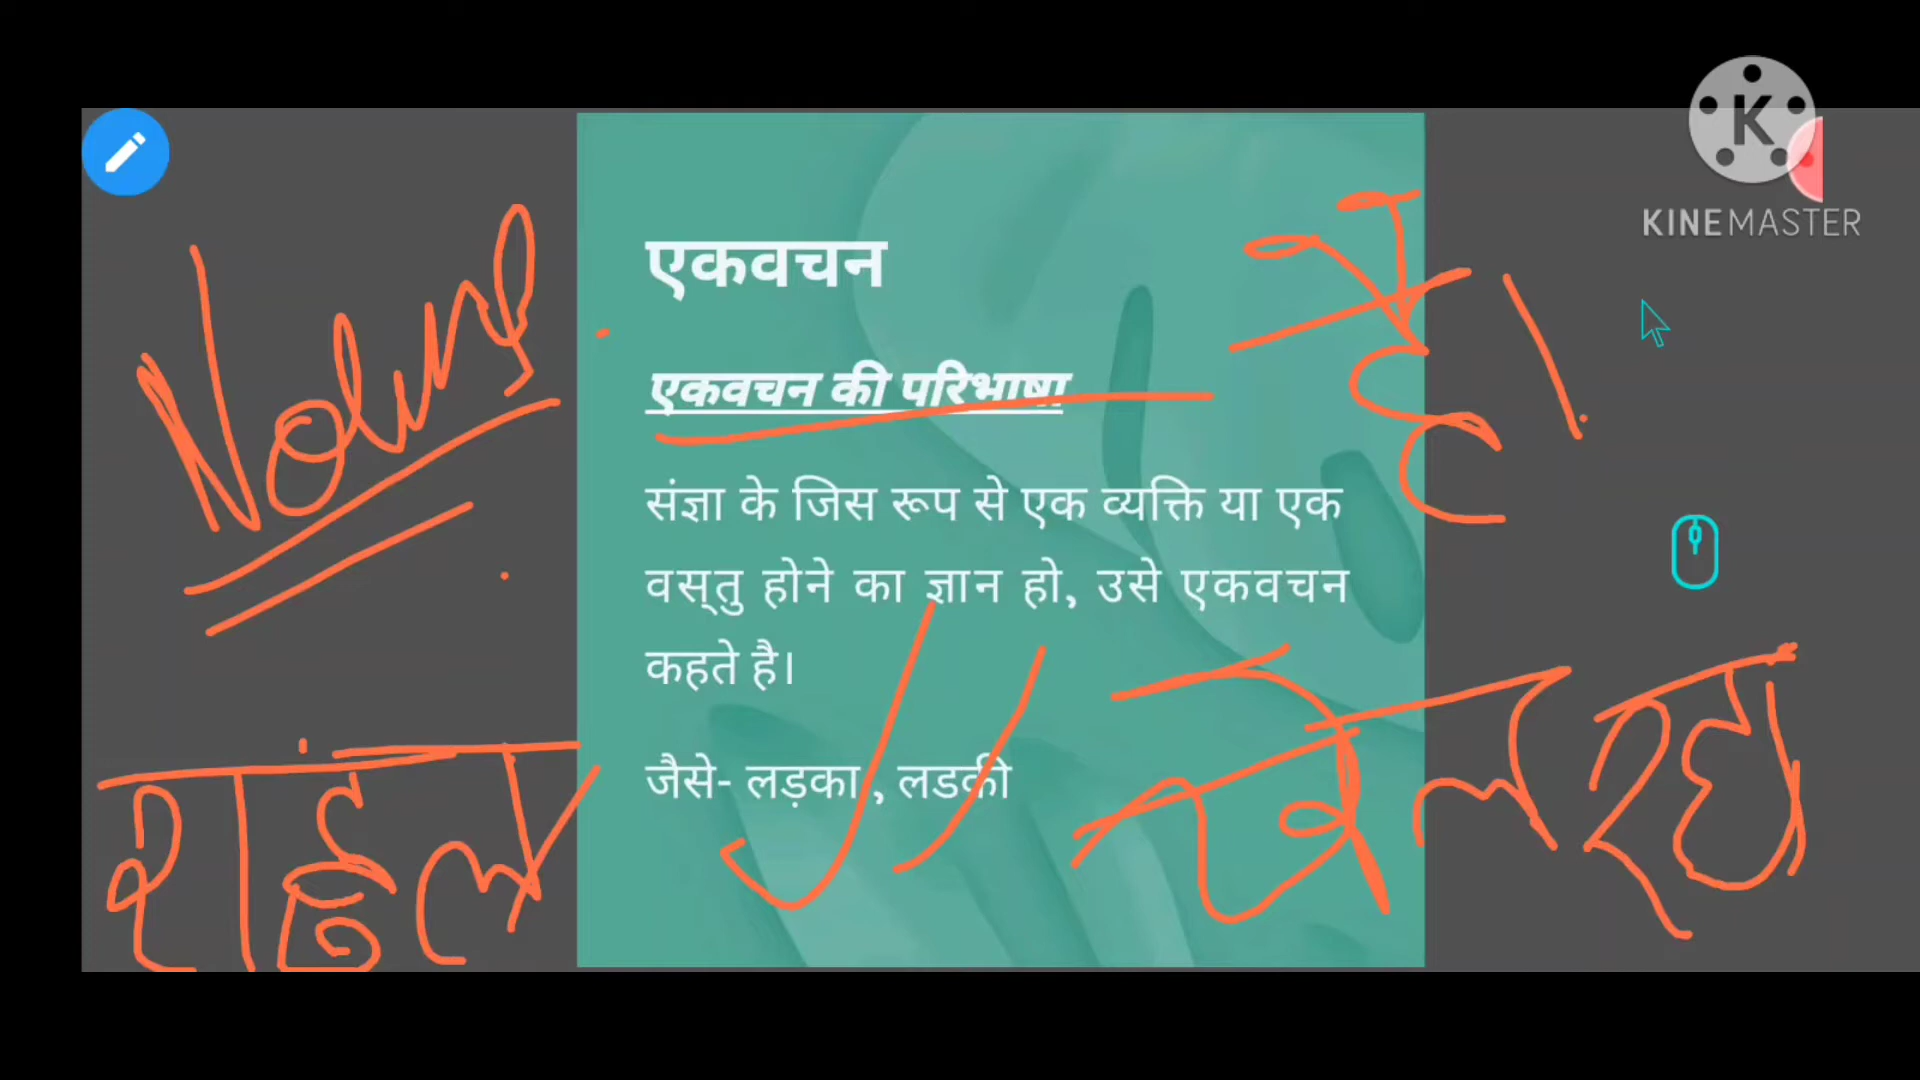 KINEMASTER
Noun
है।
एकवचन
एकवचन की परिभाषा
संज्ञा के जिस रूप से एक व्यक्ति या एक
वस्तु होने का ज्ञान हो, उसे एकवचन
कहते है।
जैसे- लड़का , लडकी
खेल रहा